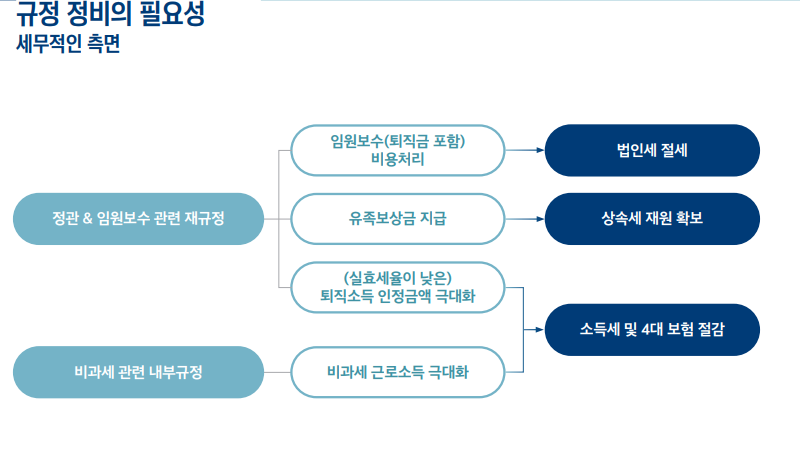 규정 정비의 필요성
세무적인 측면
임원보수(퇴직금 포함)
비용처리
법인세 절세
정관 & 임원보수 관련 제규정
유족보상금 지급
상속세 재원 확보
(실효세율이 낮은)
퇴직소득 인정금액 극대화
소득세 및 4대 보험 절감
비과세 관련 내부규정
비과세 근로소득 극대화